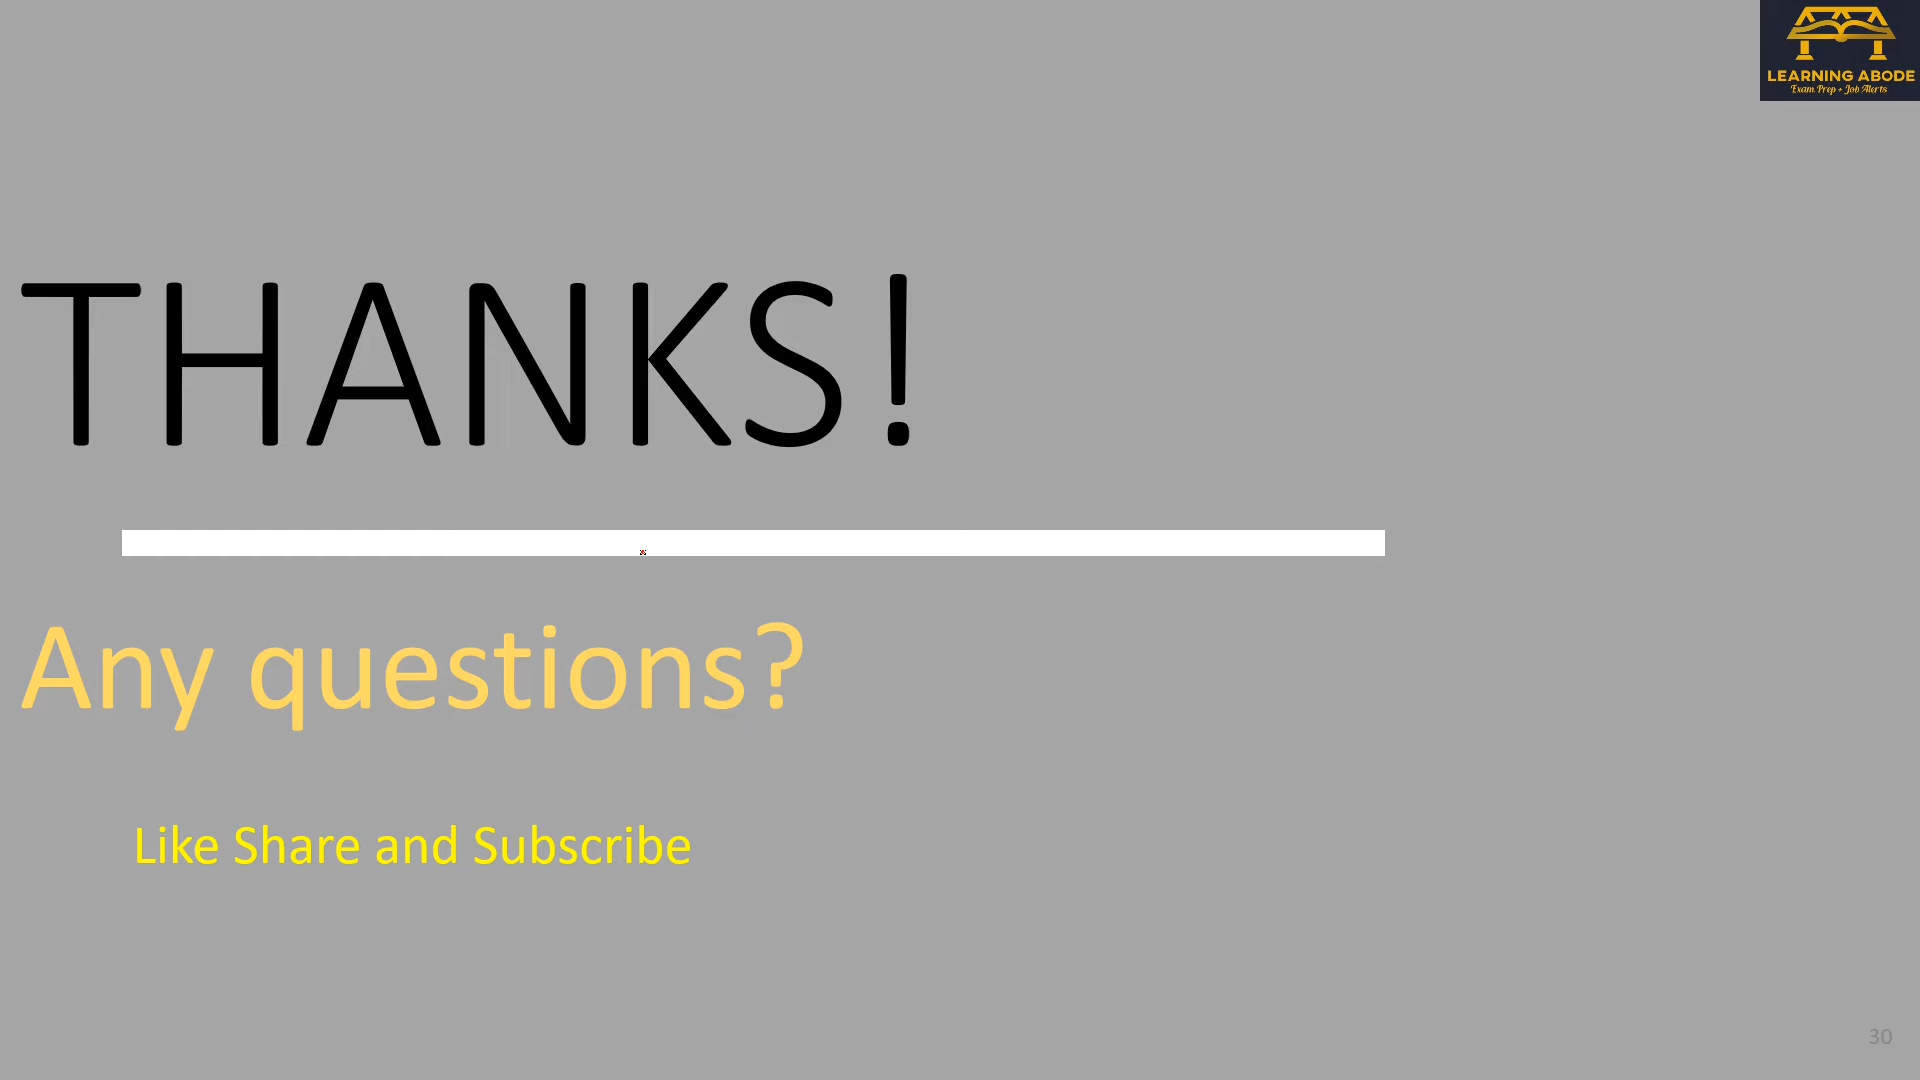 LEARNING ABODE
Exam Prep + Job Alerts
THANKS!
Any questions?
Like Share and Subscribe
30